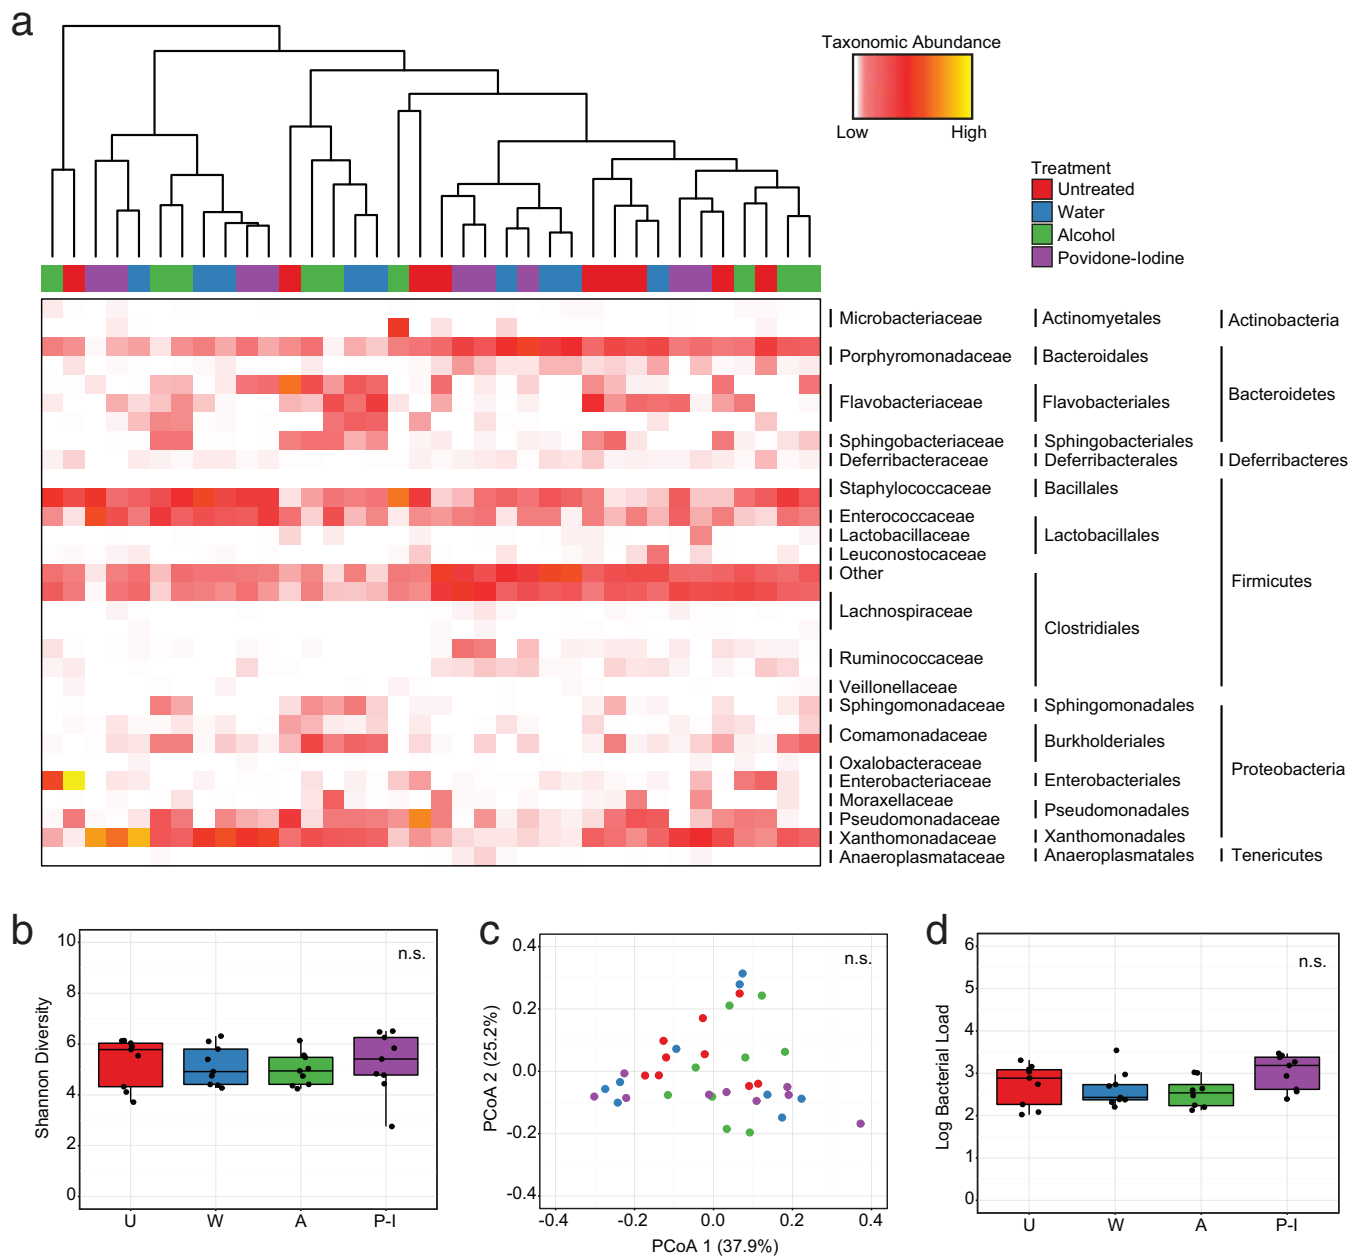 a
Taxonomic Abundance
Low High
Treatment
Untreated
Water
Alcohol
Povidone-Iodine
Microbacteriaceae Actinomyetales Actinobacteria
Porphyromonadaceae Bacteroidales
Bacteroidetes
Flavobacteriaceae Flavobacteriales
Sphingobacteriaceae Sphingobacteriales
Deferribacteraceae Deferribacterales Deferribacteres
Staphylococcaceae Bacillales
Enterococcaceae
Lactobacillaceae Lactobacillales
Leuconostocaceae
Other
Firmicutes
Lachnospiraceae
Clostridiales
Ruminococcaceae
Veillonellaceae
Sphingomonadaceae Sphingomonadales
Comamonadaceae Burkholderiales
Oxalobacteraceae
Proteobacteria
Enterobacteriaceae Enterobacteriales
Moraxellaceae
Pseudomonadales
Pseudomonadaceae
Xanthomonadaceae Xanthomonadales
Anaeroplasmataceae Anaeroplasmatales Tenericutes
b
n.s.
Shannon Diversity
10
8
6
4
2
0
U W A P-I
c
n.s.
PCoA 2 (25.2%)
0.4
0.2
0.0
-0.2
-0.4
-0.4 -0.2 0.0 0.2 0.4
PCoA 1 (37.9%)
d
n.s.
Log Bacterial Load
6
5
4
3
2
1
0
U W A P-I